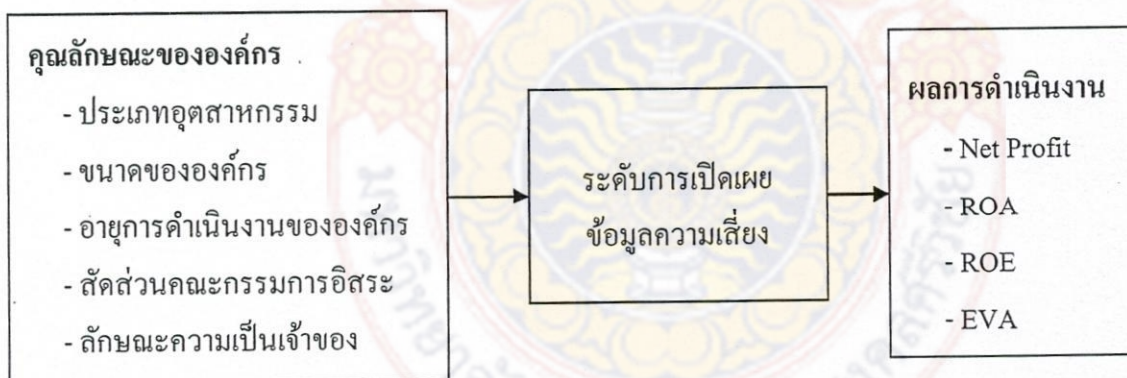 คุณลักษณะขององค์กร
- ประเภทอุตสาหกรรม
- ขนาดขององค์กร
- อายุการดำเนินงานขององค์กร
- สัดส่วนคณะกรรมการอิสระ
- ลักษณะความเป็นเจ้าของ
ระดับการเปิดเผย
ข้อมูลความเสี่ยง
ผลการดำเนินงาน
- Net Profit
- ROA
- ROE
- EVA